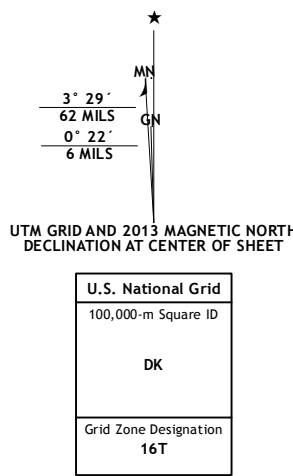 MN
3° 29´
62 MILS
GN
0° 22´
6 MILS
UTM GRID AND 2013 MAGNETIC NORTH
DECLINATION AT CENTER OF SHEET
U.S. National Grid
100,000-m Square ID
DK
Grid Zone Designation
16T